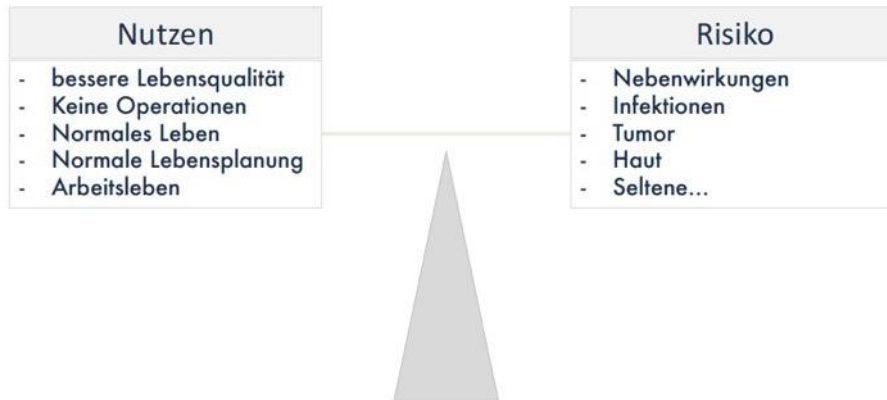 Nutzen
- bessere Lebensqualität
- Keine Operationen
- Normales Leben
- Normale Lebensplanung
- Arbeitsleben
Risiko
- Nebenwirkungen
- Infektionen
- Tumor
- Haut
- Seltene...